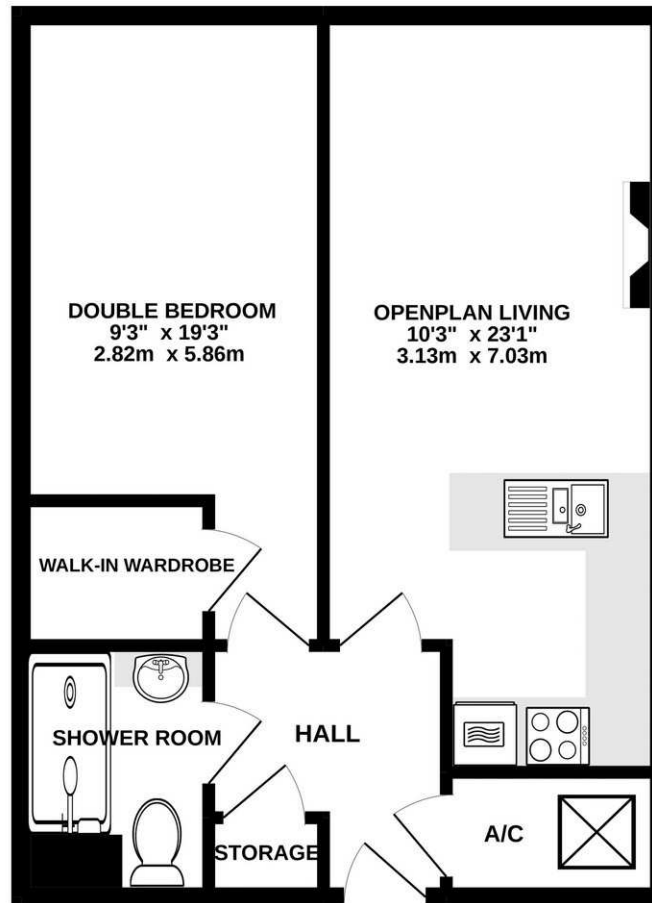 DOUBLE BEDROOM
9'3" x 19'3"
2.82m x 5.86m
OPENPLAN LIVING
10'3" x 23'1"
3.13m x 7.03m
WALK-IN WARDROBE
SHOWER ROOM
HALL
STORAGE
A/C